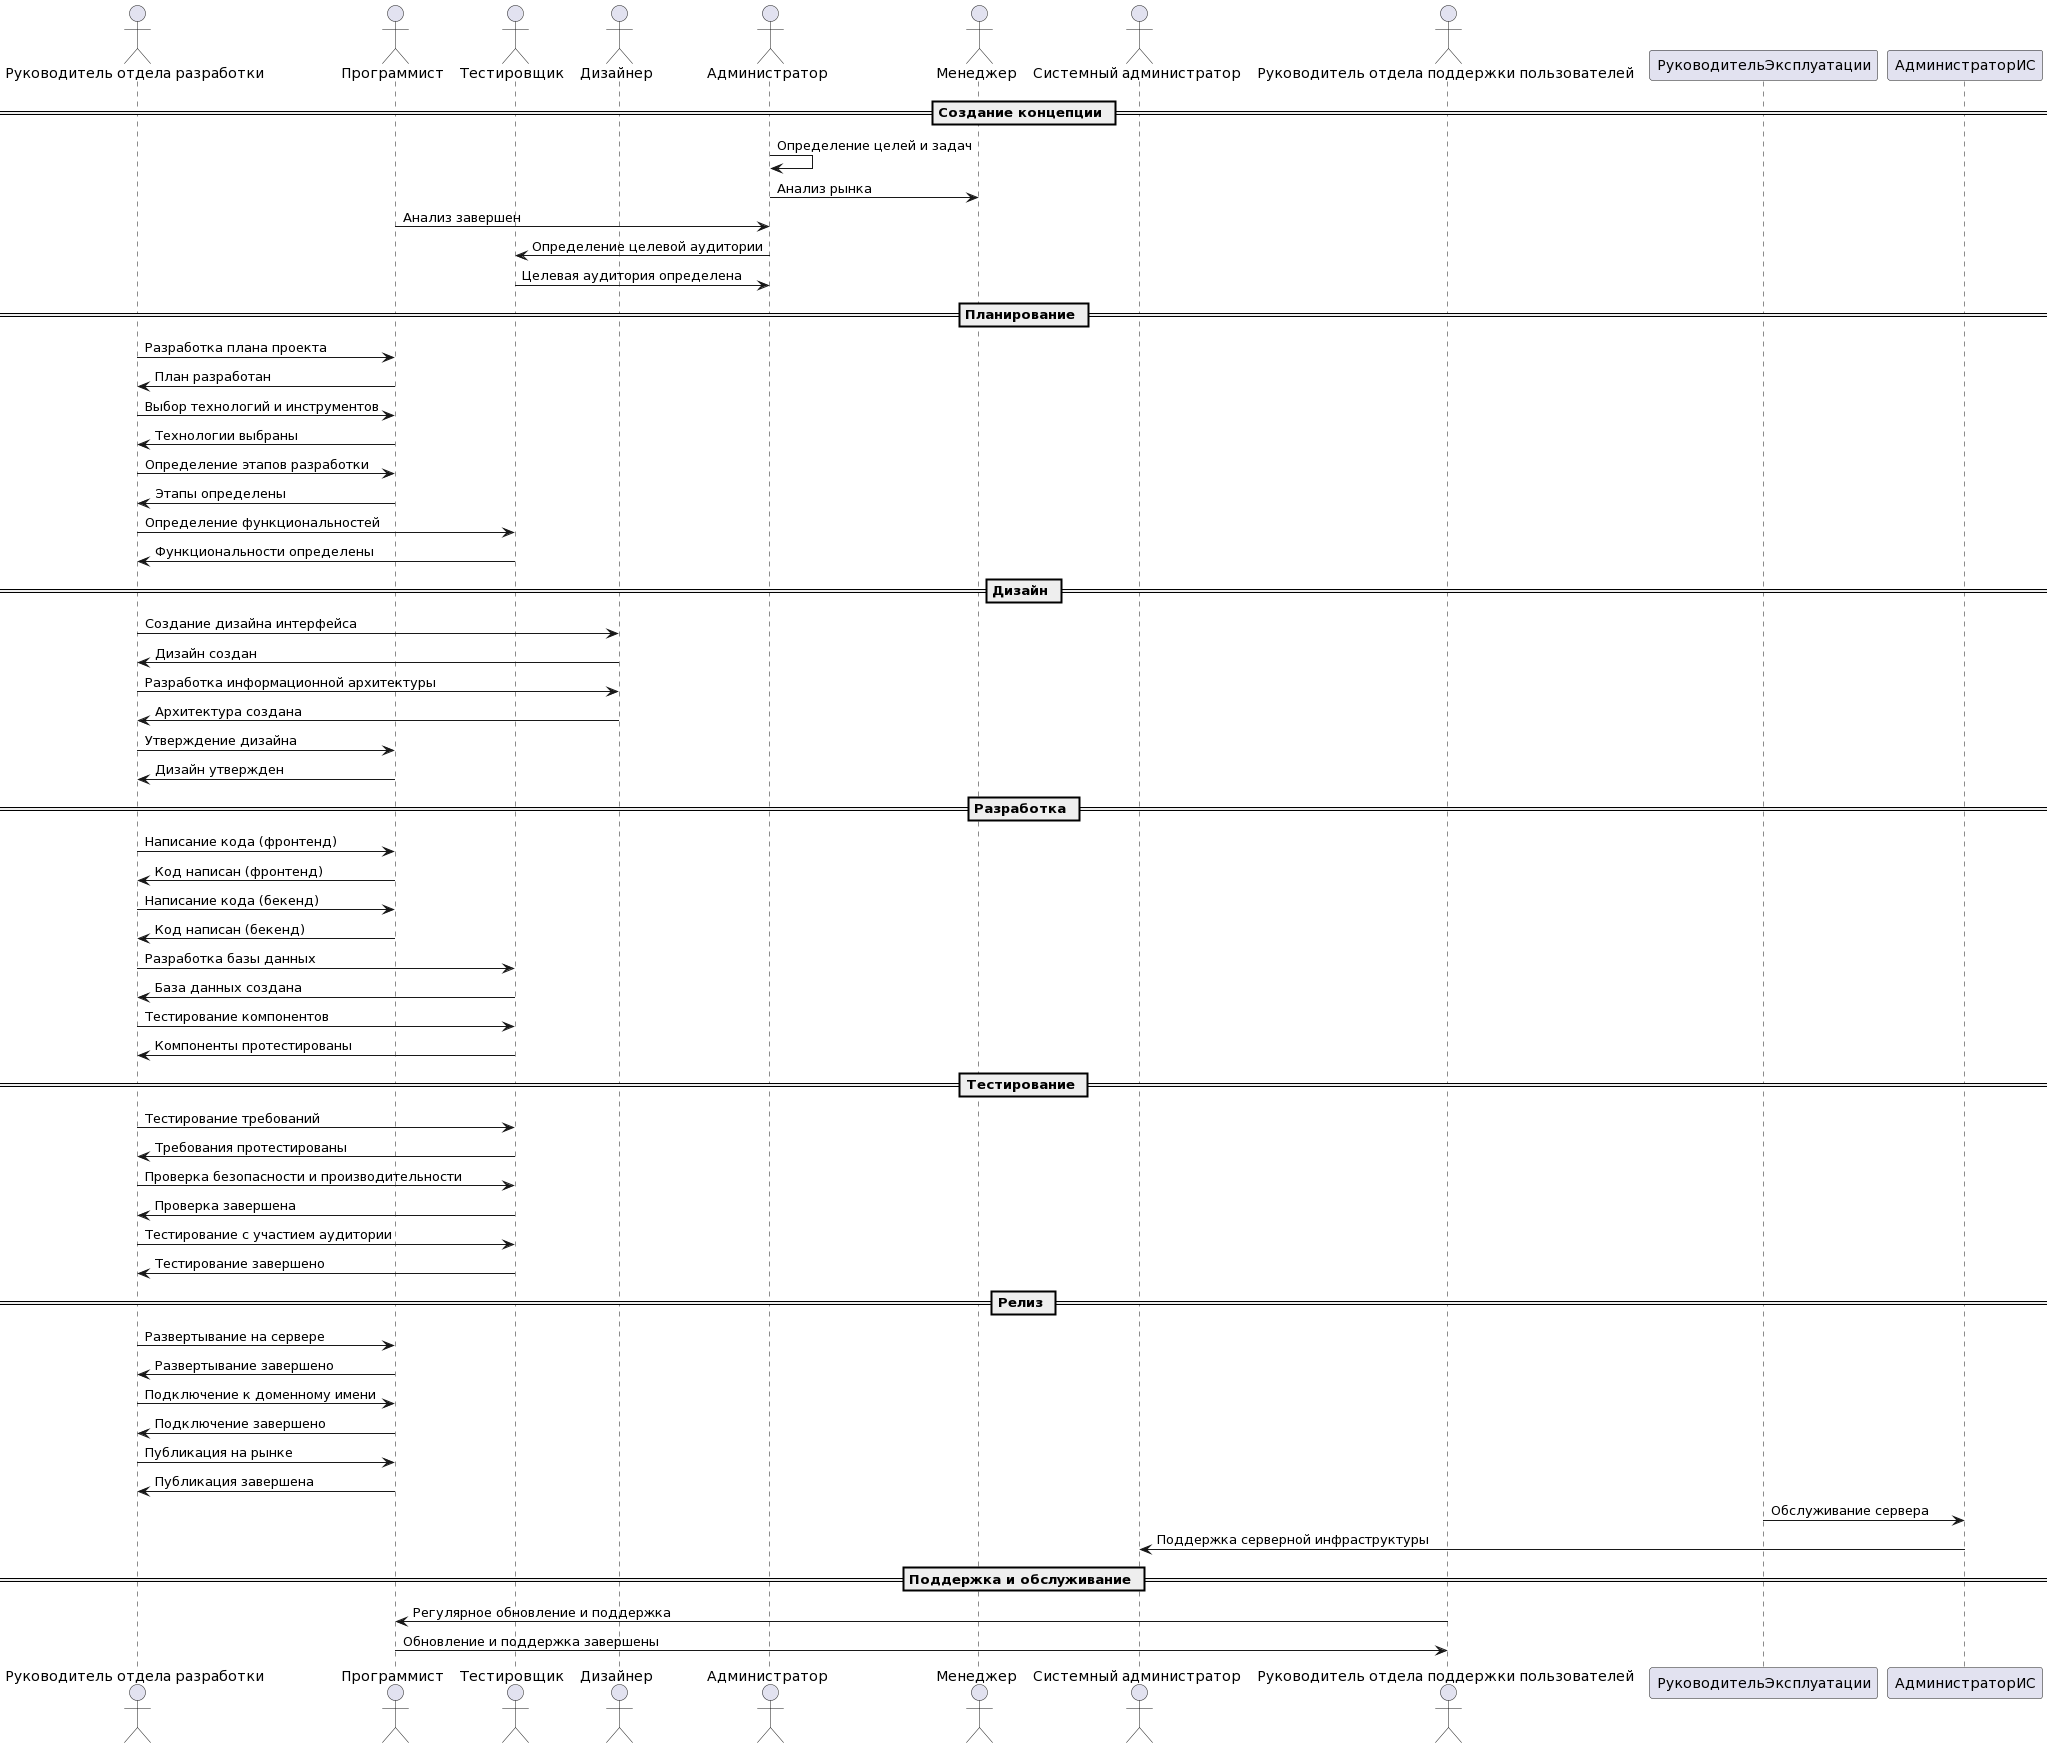 Руководитель отдела разработки
Программист
Тестировщик
Дизайнер
Администратор
Менеджер
Системный администратор
Руководитель отдела поддержки пользователей
РуководительЭксплуатации
АдминистраторИС
Создание концепции
Определение целей и задач
Анализ рынка
Анализ завершен
Определение целевой аудитории
Целевая аудитория определена
Планирование
Разработка плана проекта
План разработан
Выбор технологий и инструментов
Технологии выбраны
Определение этапов разработки
Этапы определены
Определение функциональностей
Функциональности определены
Дизайн
Создание дизайна интерфейса
Дизайн создан
Разработка информационной архитектуры
Архитектура создана
Утверждение дизайна
Дизайн утвержден
Разработка
Написание кода (фронтенд)
Код написан (фронтенд)
Написание кода (бекенд)
Код написан (бекенд)
Разработка базы данных
База данных создана
Тестирование компонентов
Компоненты протестированы
Тестирование
Тестирование требований
Требования протестированы
Проверка безопасности и производительности
Проверка завершена
Тестирование с участием аудитории
Тестирование завершено
Релиз
Развертывание на сервере
Развертывание завершено
Подключение к доменному имени
Подключение завершено
Публикация на рынке
Публикация завершена
Обслуживание сервера
Поддержка серверной инфраструктуры
Поддержка и обслуживание
Регулярное обновление и поддержка
Обновление и поддержка завершены
Руководитель отдела разработки
Программист
Тестировщик
Дизайнер
Администратор
Менеджер
Системный администратор
Руководитель отдела поддержки пользователей
РуководительЭксплуатации
АдминистраторИС